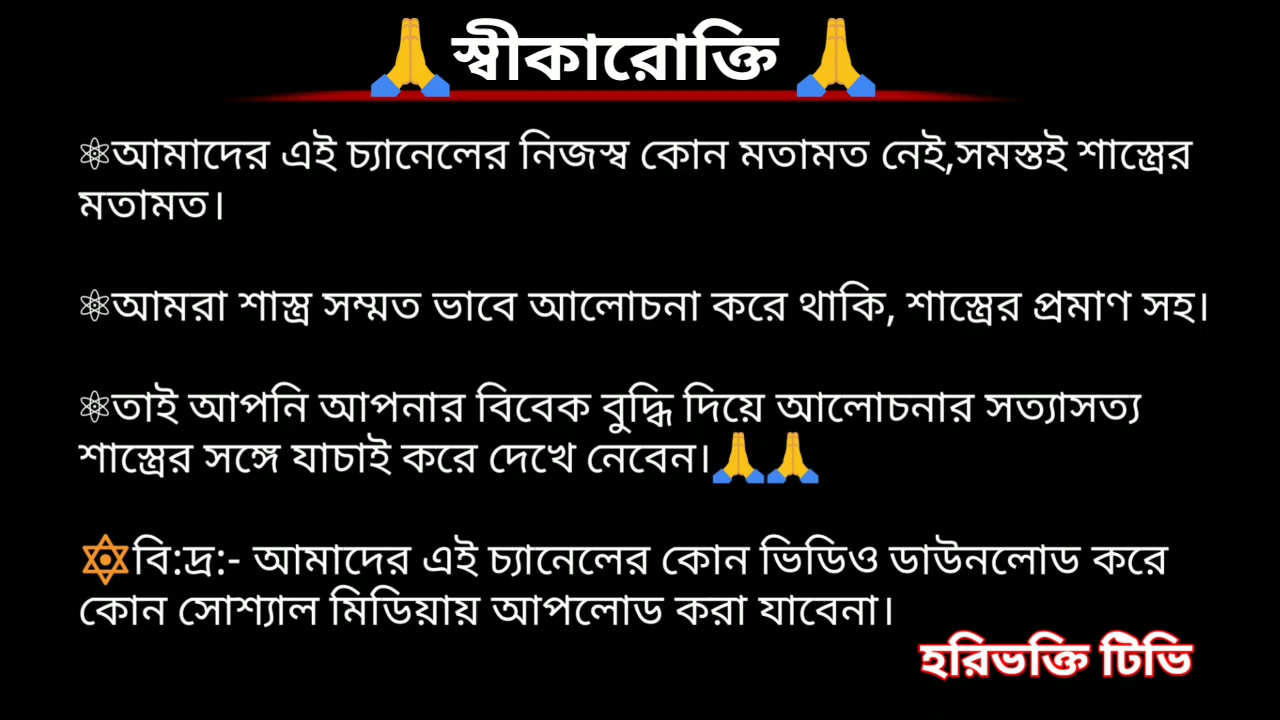 🙏স্বীকারোক্তি 🙏
⚛আমাদের এই চ্যানেলের নিজস্ব কোন মতামত নেই,সমস্তই শাস্ত্রের
মতামত।
⚛আমরা শাস্ত্র সম্মত ভাবে আলোচনা করে থাকি, শাস্ত্রের প্রমাণ সহ।
⚛তাই আপনি আপনার বিবেক বুদ্ধি দিয়ে আলোচনার সত্যাসত্য
শাস্ত্রের সঙ্গে যাচাই করে দেখে নেবেন।🙏🙏
🔯বি:দ্র:- আমাদের এই চ্যানেলের কোন ভিডিও ডাউনলোড করে
কোন সোশ্যাল মিডিয়ায় আপলোড করা যাবেনা।
হরিভক্তি টিভি